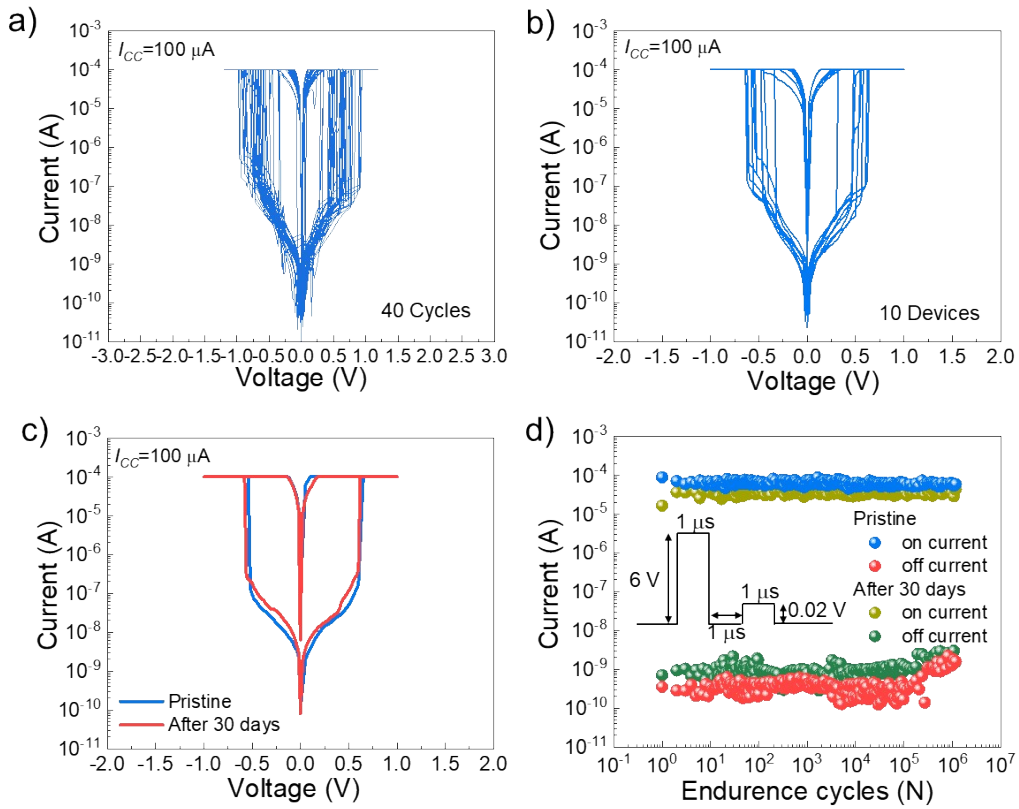 a)
I_CC=100 μA
10⁻³
10⁻⁴
10⁻⁵
10⁻⁶
10⁻⁷
10⁻⁸
10⁻⁹
10⁻¹⁰
10⁻¹¹
Current (A)
40 Cycles
-3.0 -2.5 -2.0 -1.5 -1.0 -0.5 0.0 0.5 1.0 1.5 2.0 2.5 3.0
Voltage (V)
b)
I_CC=100 μA
10⁻³
10⁻⁴
10⁻⁵
10⁻⁶
10⁻⁷
10⁻⁸
10⁻⁹
10⁻¹⁰
10⁻¹¹
Current (A)
10 Devices
-2.0 -1.5 -1.0 -0.5 0.0 0.5 1.0 1.5 2.0
Voltage (V)
c)
I_CC=100 μA
10⁻³
10⁻⁴
10⁻⁵
10⁻⁶
10⁻⁷
10⁻⁸
10⁻⁹
10⁻¹⁰
10⁻¹¹
Current (A)
Pristine
After 30 days
-2.0 -1.5 -1.0 -0.5 0.0 0.5 1.0 1.5 2.0
Voltage (V)
d)
10⁻³
10⁻⁴
10⁻⁵
10⁻⁶
10⁻⁷
10⁻⁸
10⁻⁹
10⁻¹⁰
10⁻¹¹
Current (A)
1 μs
6 V
1 μs
1 μs
0.02 V
Pristine
on current
off current
After 30 days
on current
off current
10⁻¹ 10⁰ 10¹ 10² 10³ 10⁴ 10⁵ 10⁶ 10⁷
Endurence cycles (N)